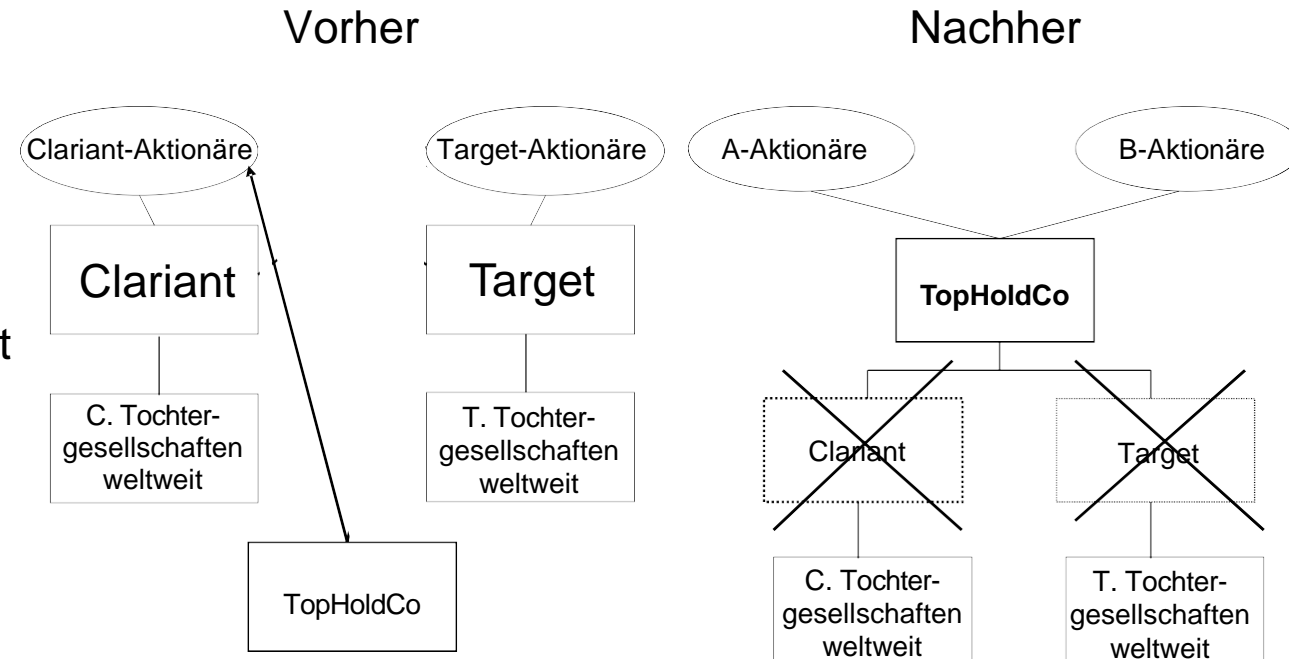 Vorher
Nachher
Clariant-Aktionäre
Target-Aktionäre
A-Aktionäre
B-Aktionäre
Clariant
Target
TopHoldCo
t
C. Tochter-
gesellschaften
weltweit
T. Tochter-
gesellschaften
weltweit
Clariant
Target
TopHoldCo
C. Tochter-
gesellschaften
weltweit
T. Tochter-
gesellschaften
weltweit